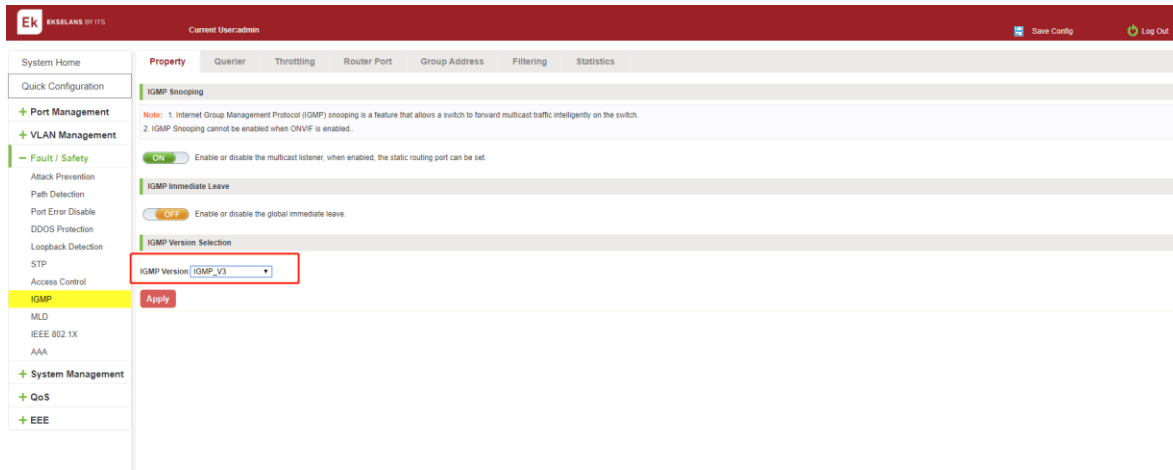 Ek EKSELANS BY ITS
Current User:admin
Save Config
Log Out
System Home
Quick Configuration
+ Port Management
+ VLAN Management
− Fault / Safety
Attack Prevention
Path Detection
Port Error Disable
DDOS Protection
Loopback Detection
STP
Access Control
IGMP
MLD
IEEE 802.1X
AAA
+ System Management
+ QoS
+ EEE
Property Querier Throttling Router Port Group Address Filtering Statistics
IGMP Snooping
Note: 1. Internet Group Management Protocol (IGMP) snooping is a feature that allows a switch to forward multicast traffic intelligently on the switch.
2. IGMP Snooping cannot be enabled when ONVIF is enabled..
ON Enable or disable the multicast listener, when enabled, the static routing port can be set.
IGMP Immediate Leave
OFF Enable or disable the global immediate leave.
IGMP Version Selection
IGMP Version IGMP_V3
Apply